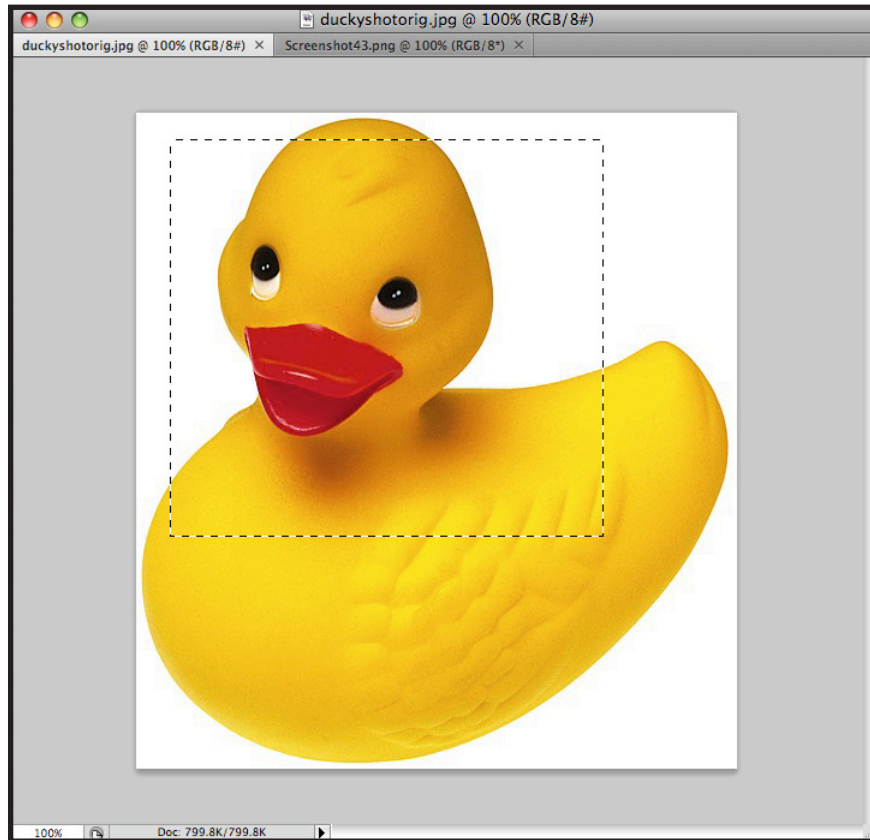 duckyshotorig.jpg @ 100% (RGB/8#)
duckyshotorig.jpg @ 100% (RGB/8#) × Screenshot43.png @ 100% (RGB/8*) ×
100% Doc: 799.8K/799.8K